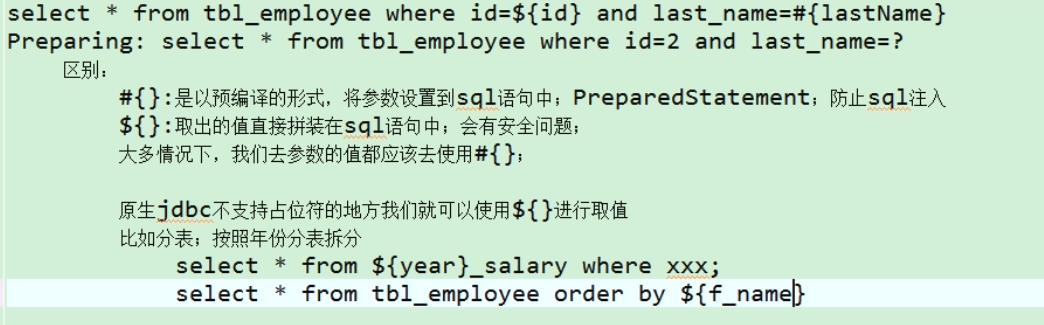 select * from tbl_employee where id=${id} and last_name=#{lastName}
Preparing: select * from tbl_employee where id=2 and last_name=?
区别：
#{}:是以预编译的形式，将参数设置到sql语句中；PreparedStatement；防止sql注入
${}:取出的值直接拼装在sql语句中；会有安全问题；
大多情况下，我们去参数的值都应该去使用#{}；
原生jdbc不支持占位符的地方我们就可以使用${}进行取值
比如分表；按照年份分表拆分
select * from ${year}_salary where xxx;
select * from tbl_employee order by ${f_name}